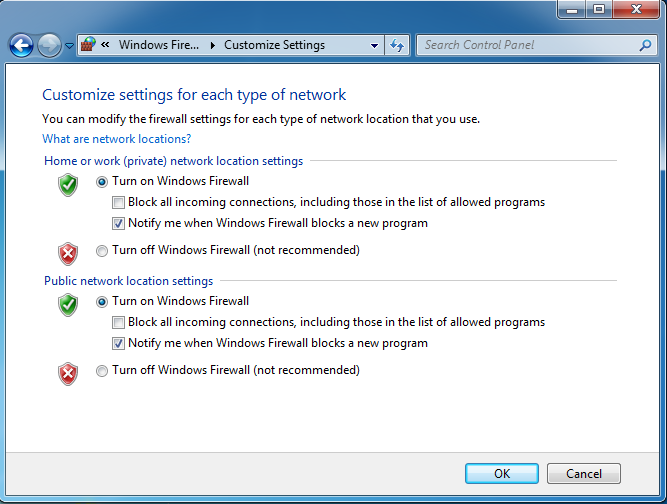 Windows Fire... Customize Settings Search Control Panel
Customize settings for each type of network
You can modify the firewall settings for each type of network location that you use.
What are network locations?
Home or work (private) network location settings
Turn on Windows Firewall
Block all incoming connections, including those in the list of allowed programs
Notify me when Windows Firewall blocks a new program
Turn off Windows Firewall (not recommended)
Public network location settings
Turn on Windows Firewall
Block all incoming connections, including those in the list of allowed programs
Notify me when Windows Firewall blocks a new program
Turn off Windows Firewall (not recommended)
OK Cancel